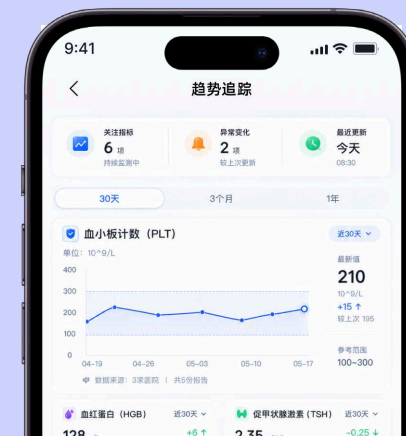 9:41
趋势追踪
关注指标
6 项
持续监测中
异常变化
2 项
较上次更新
最近更新
今天
08:30
30天
3个月
1年
血小板计数（PLT）
近30天
单位：10^9/L
400
300
200
100
0
04-19
04-26
05-03
05-10
05-17
最新值
210
10^9/L
+15 ↑
较上次 195
参考范围
100~300
数据来源：3家医院 | 共5份报告
血红蛋白（HGB）
近30天
128
+6 ↑
促甲状腺激素（TSH）
近30天
2.35
-0.25 ↓